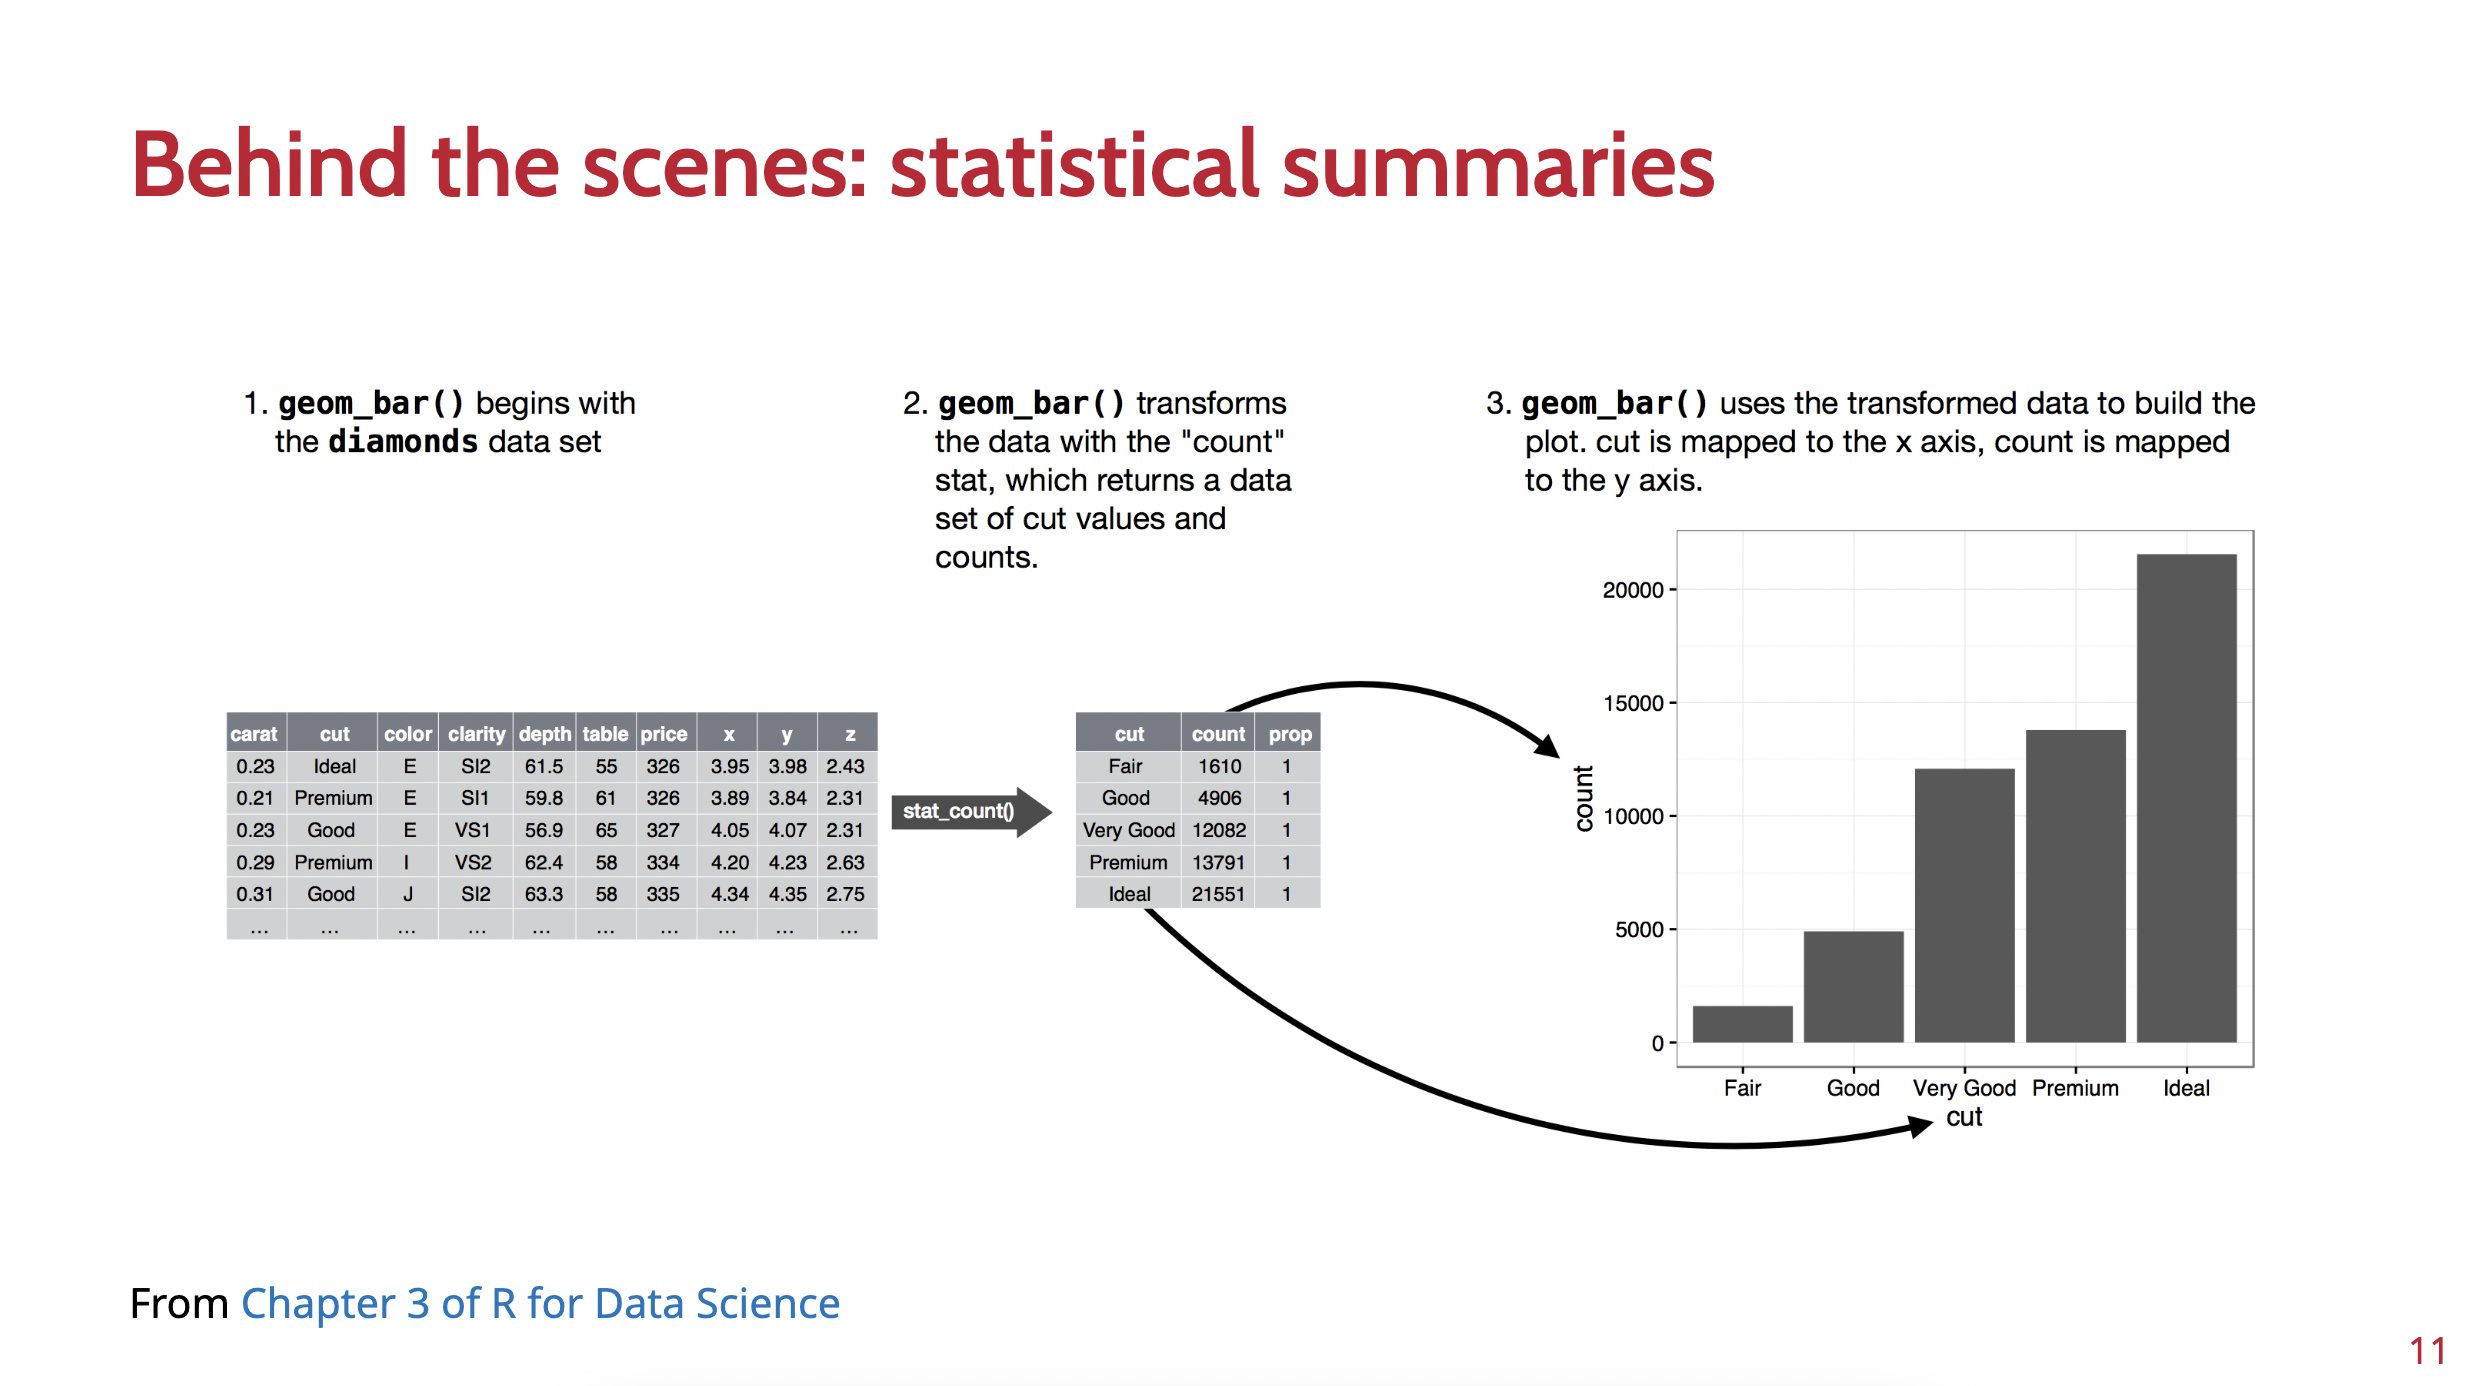 Behind the scenes: statistical summaries
1. geom_bar() begins with
the diamonds data set
2. geom_bar() transforms
the data with the "count"
stat, which returns a data
set of cut values and
counts.
3. geom_bar() uses the transformed data to build the
plot. cut is mapped to the x axis, count is mapped
to the y axis.
carat cut color clarity depth table price x y z
0.23 Ideal E SI2 61.5 55 326 3.95 3.98 2.43
0.21 Premium E SI1 59.8 61 326 3.89 3.84 2.31
0.23 Good E VS1 56.9 65 327 4.05 4.07 2.31
0.29 Premium I VS2 62.4 58 334 4.20 4.23 2.63
0.31 Good J SI2 63.3 58 335 4.34 4.35 2.75
... ... ... ... ... ... ... ... ... ...
stat_count()
cut count prop
Fair 1610 1
Good 4906 1
Very Good 12082 1
Premium 13791 1
Ideal 21551 1
count
20000
15000
10000
5000
0
Fair Good Very Good Premium Ideal
cut
From Chapter 3 of R for Data Science
11